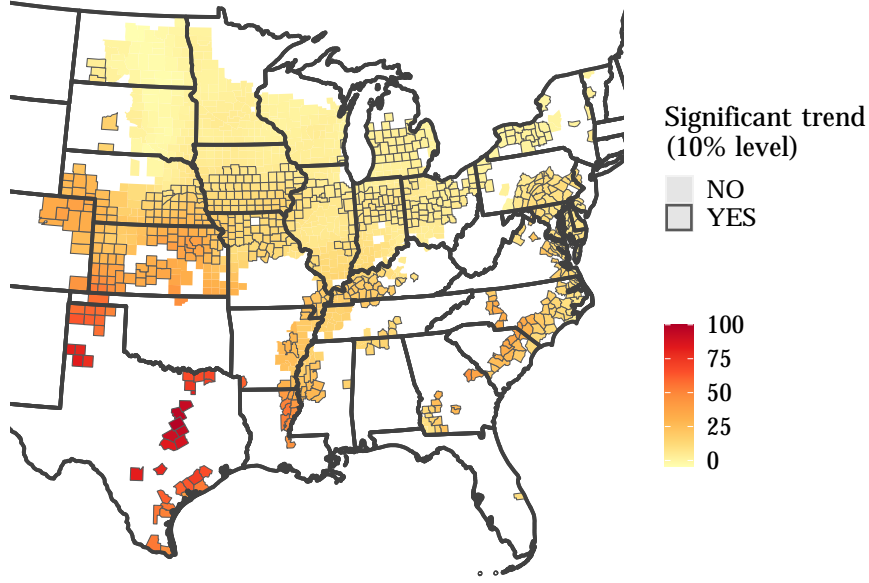 Significant trend
(10% level)
NO
YES
100
75
50
25
0